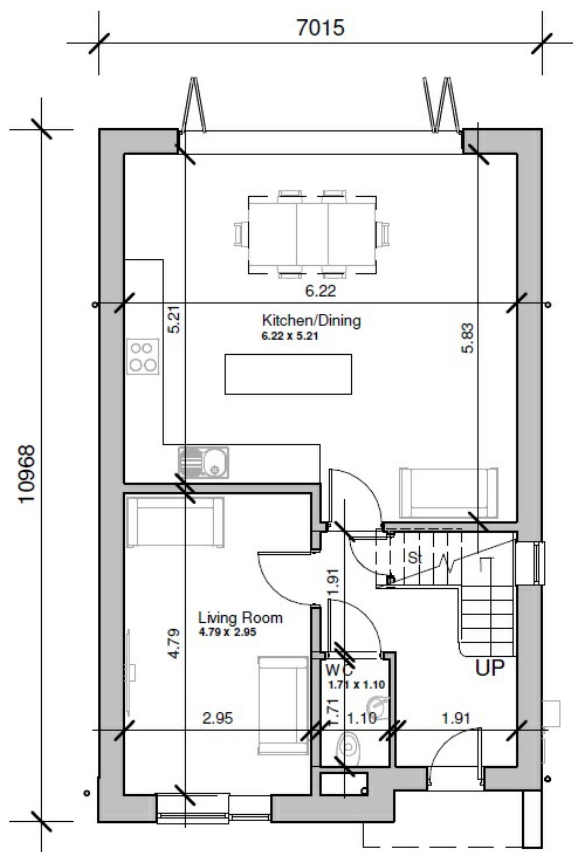 7015
10968
6.22
Kitchen/Dining
6.22 x 5.21
5.21
5.83
St
1.91
Living Room
4.79 x 2.95
4.79
WC
1.71 x 1.10
UP
1.71
2.95
1.10
1.91